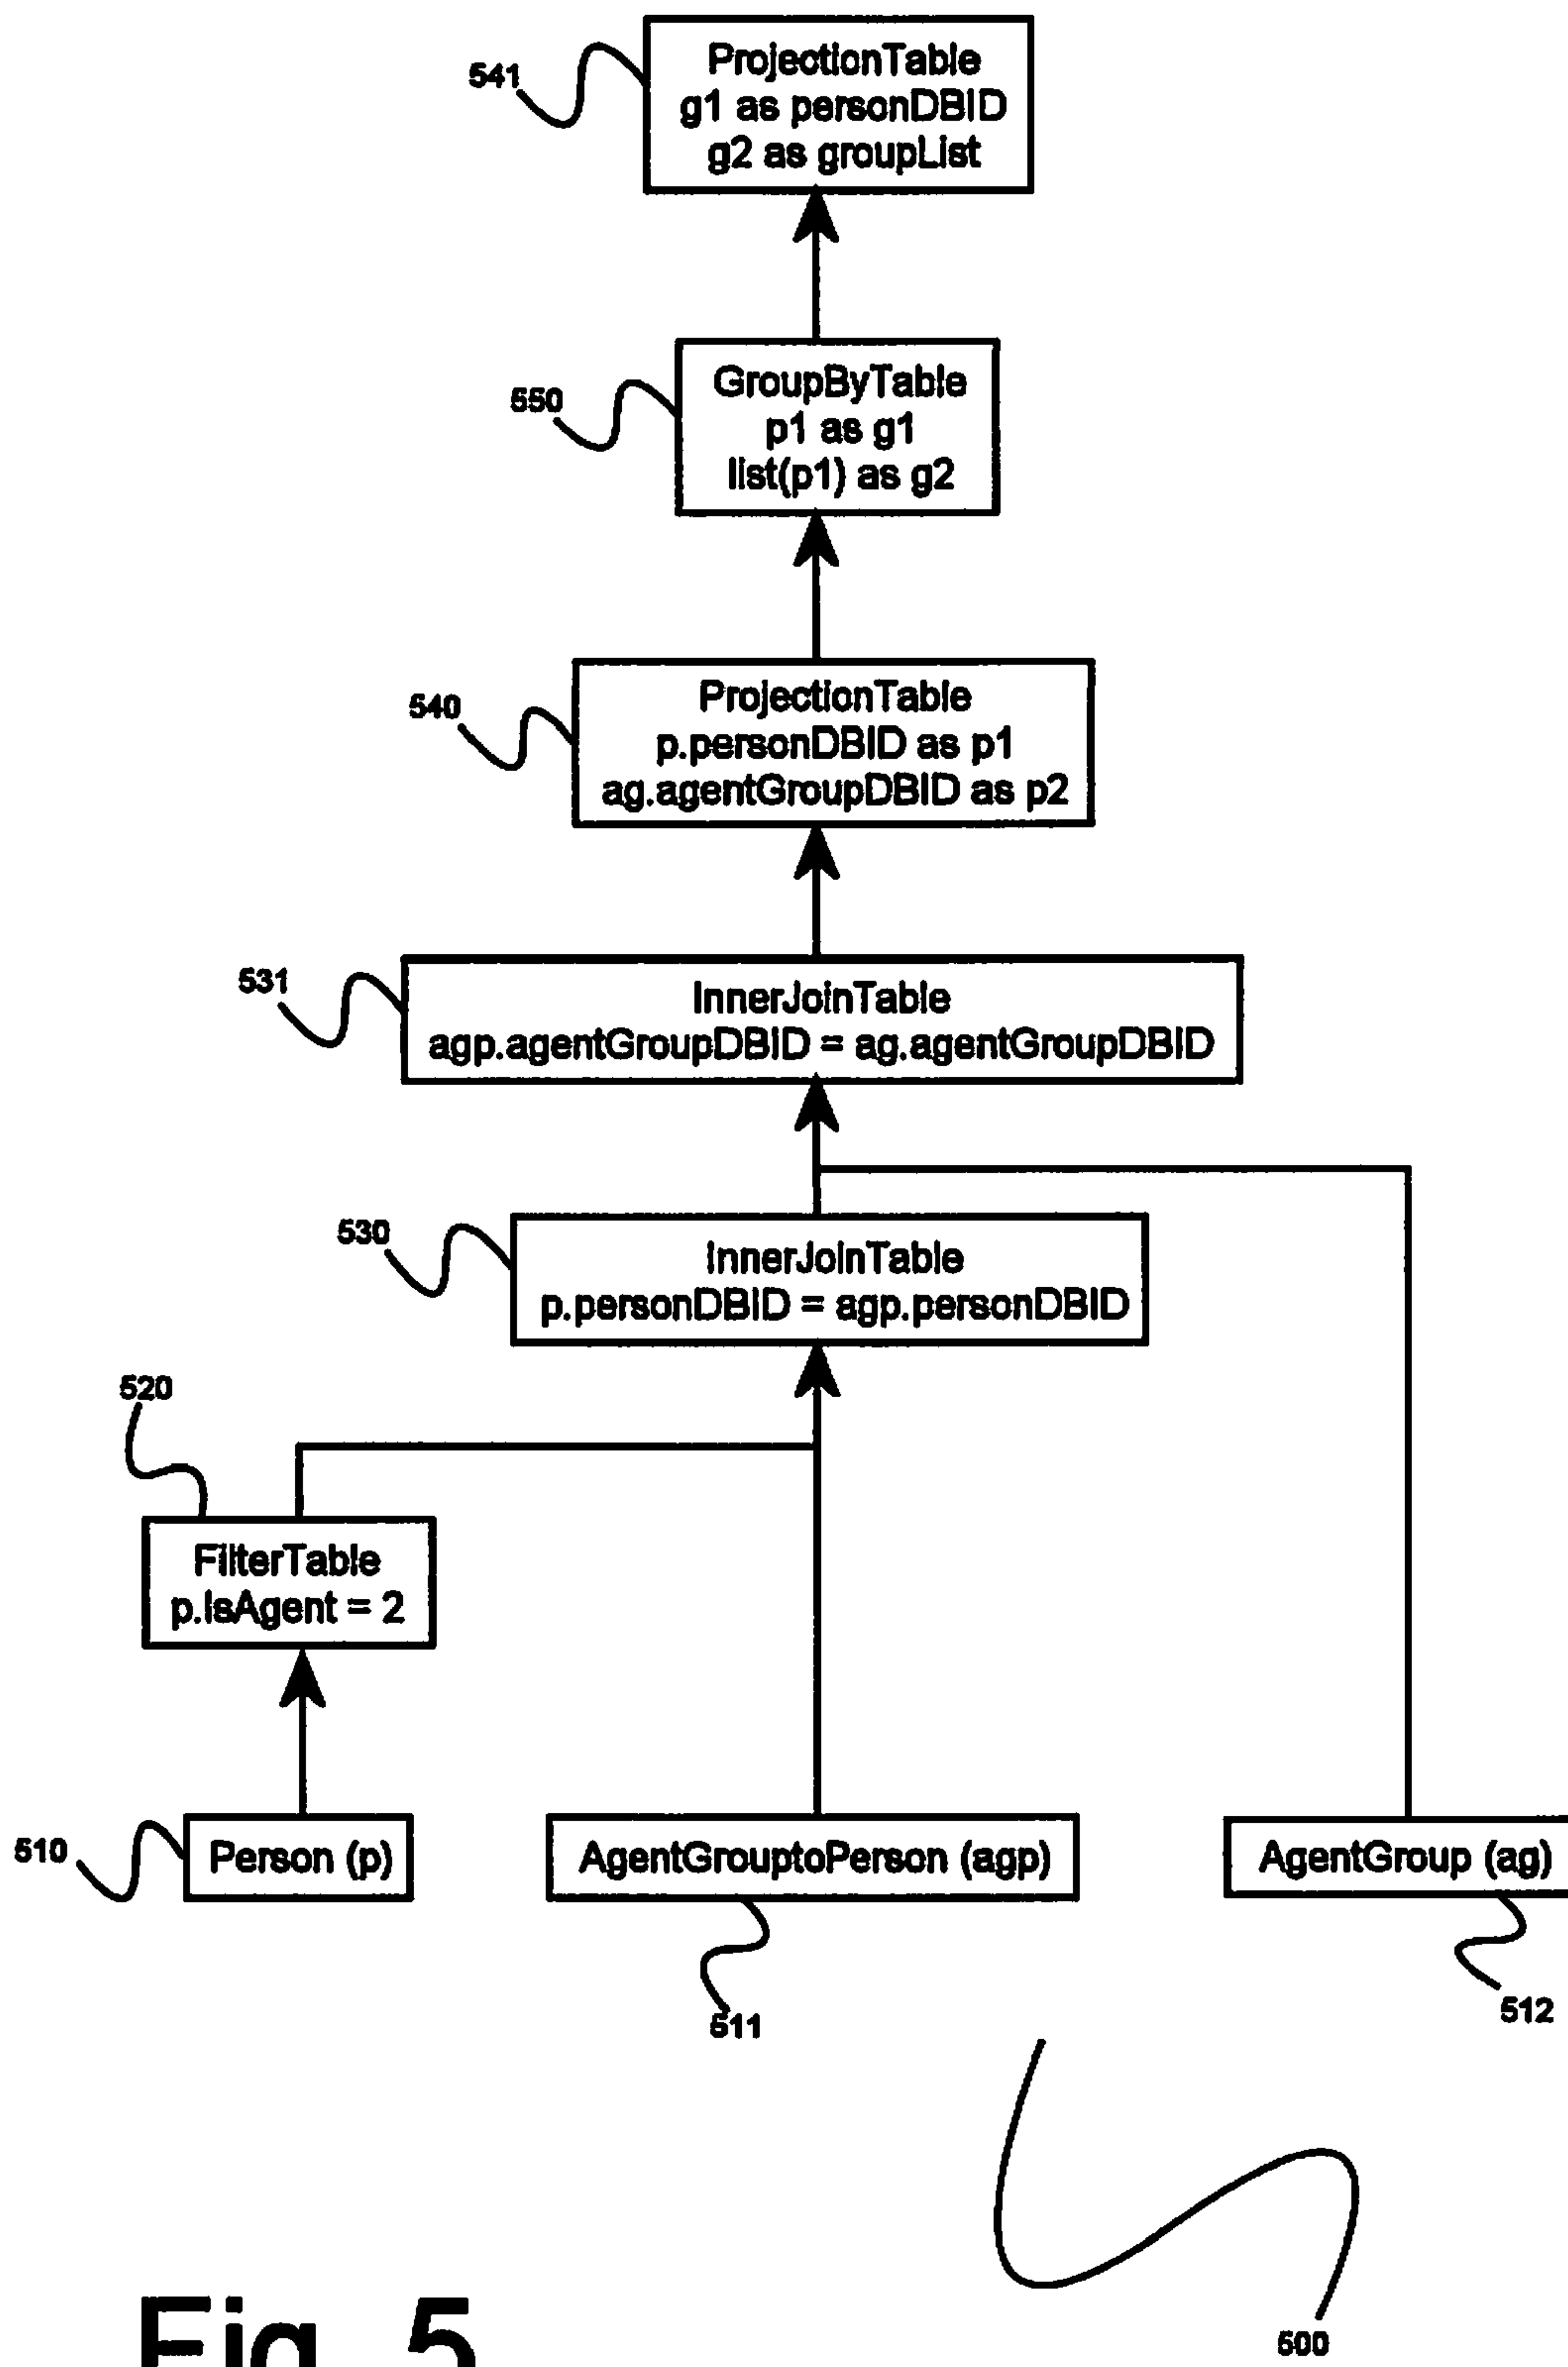 541
ProjectionTable
g1 as personDBID
g2 as groupList
550
GroupByTable
p1 as g1
list(p1) as g2
540
ProjectionTable
p.personDBID as p1
ag.agentGroupDBID as p2
531
InnerJoinTable
agp.agentGroupDBID = ag.agentGroupDBID
530
InnerJoinTable
p.personDBID = agp.personDBID
520
FilterTable
p.IsAgent = 2
510
Person (p)
AgentGrouptoPerson (agp)
AgentGroup (ag)
511
512
500
Fig. 5